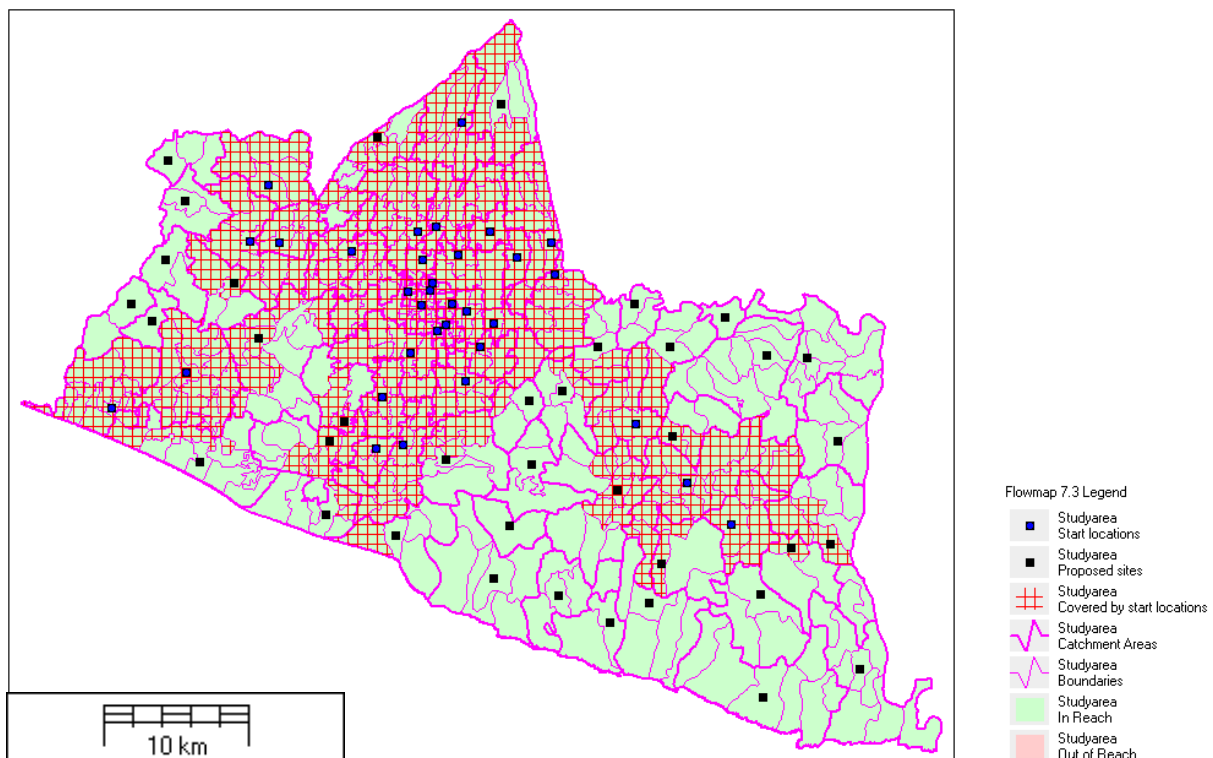 Flowmap 7.3 Legend
Studyarea
Start locations
Studyarea
Proposed sites
Studyarea
Covered by start locations
Studyarea
Catchment Areas
Studyarea
Boundaries
Studyarea
In Reach
Studyarea
Out of Reach
10 km